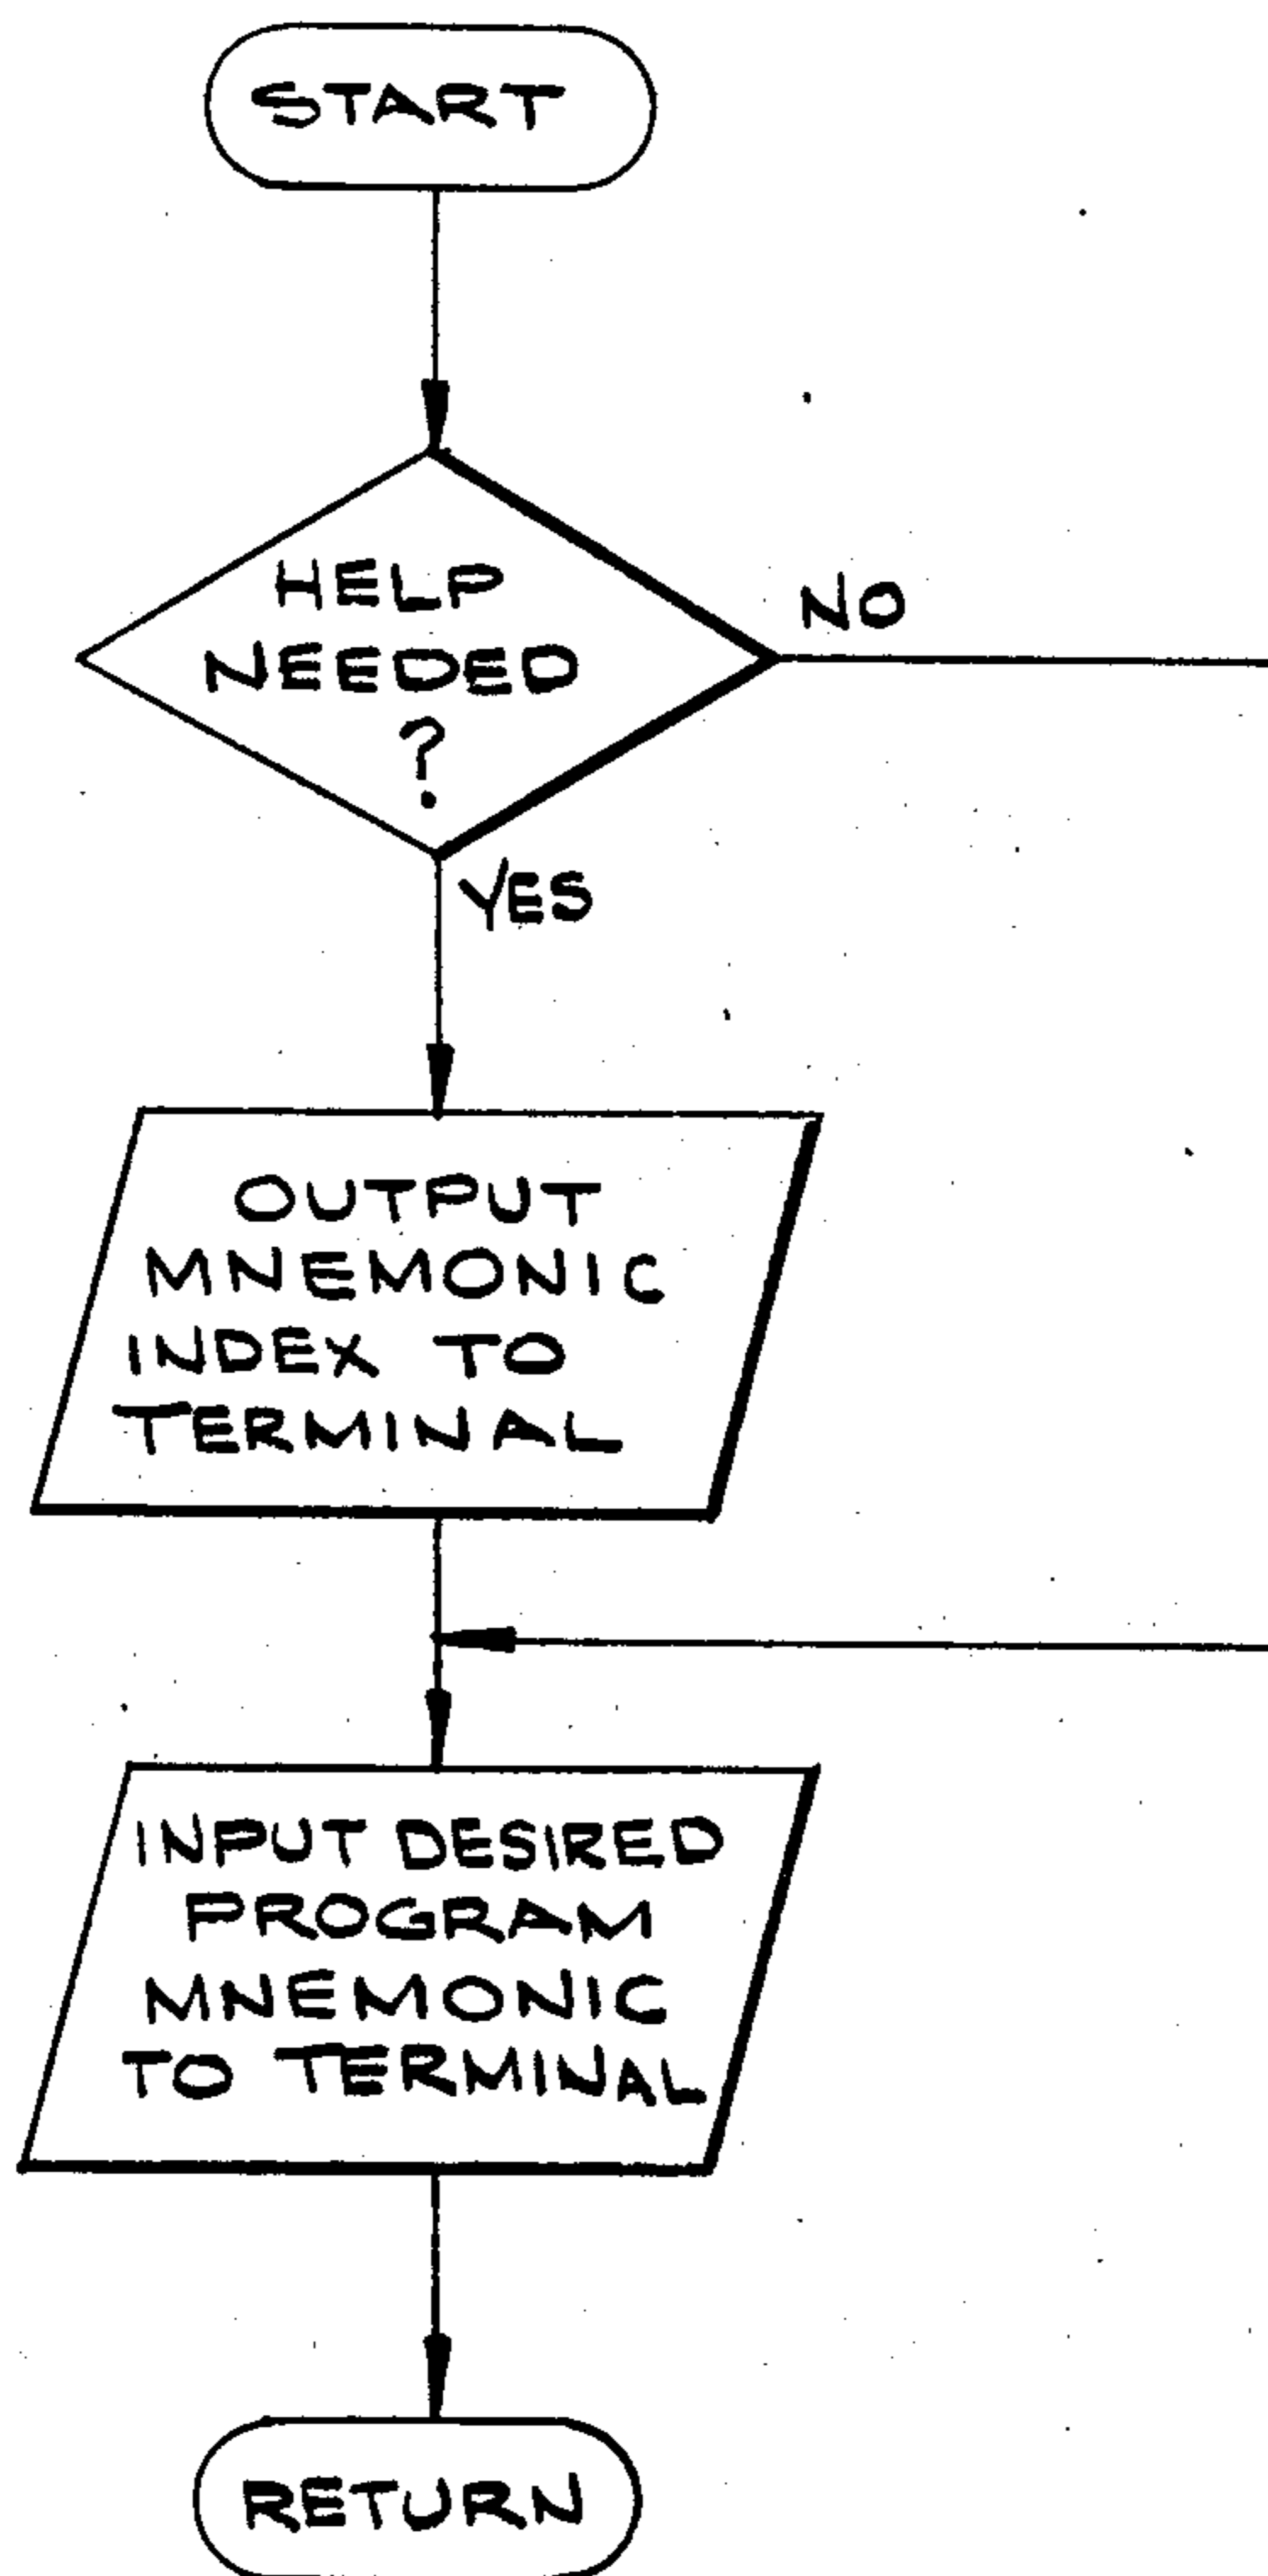 START
HELP
NEEDED
?
NO
YES
OUTPUT
MNEMONIC
INDEX TO
TERMINAL
INPUT DESIRED
PROGRAM
MNEMONIC
TO TERMINAL
RETURN